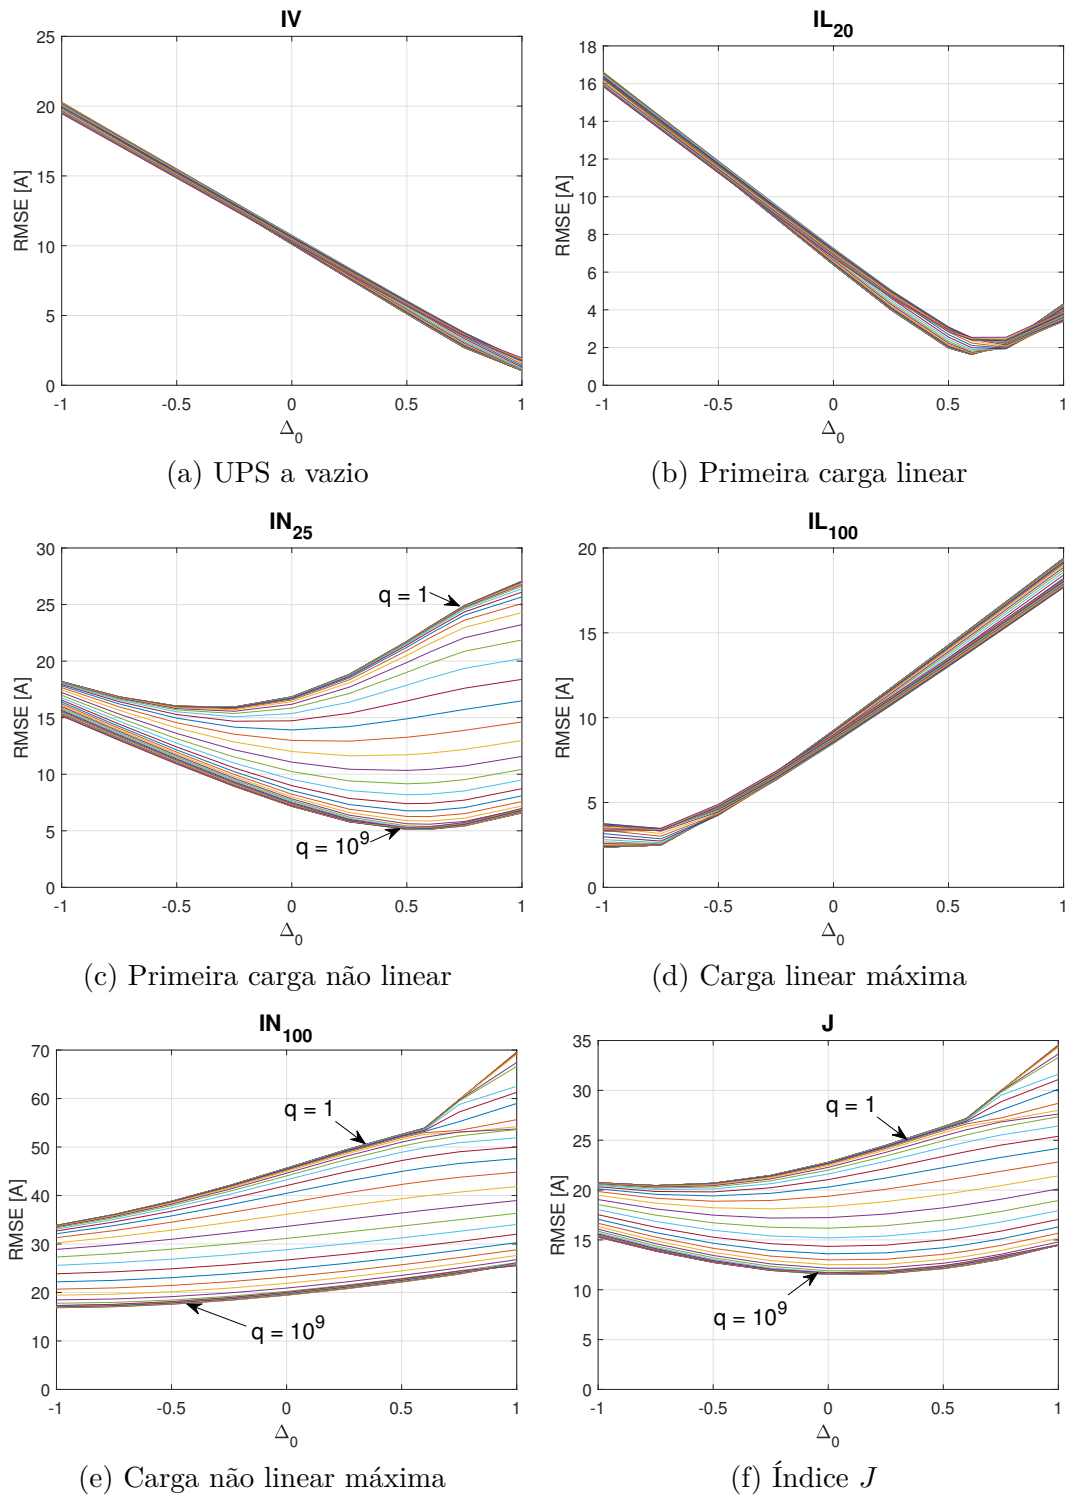 IV
25
20
15
10
5
0
RMSE [A]
-1 -0.5 0 0.5 1
Δ0
(a) UPS a vazio
IL20
18
16
14
12
10
8
6
4
2
0
RMSE [A]
-1 -0.5 0 0.5 1
Δ0
(b) Primeira carga linear
IN25
30
25
20
15
10
5
0
RMSE [A]
q = 1
q = 10^9
-1 -0.5 0 0.5 1
Δ0
(c) Primeira carga não linear
IL100
20
15
10
5
0
RMSE [A]
-1 -0.5 0 0.5 1
Δ0
(d) Carga linear máxima
IN100
70
60
50
40
30
20
10
0
RMSE [A]
q = 1
q = 10^9
-1 -0.5 0 0.5 1
Δ0
(e) Carga não linear máxima
J
35
30
25
20
15
10
5
0
RMSE [A]
q = 1
q = 10^9
-1 -0.5 0 0.5 1
Δ0
(f) Índice J